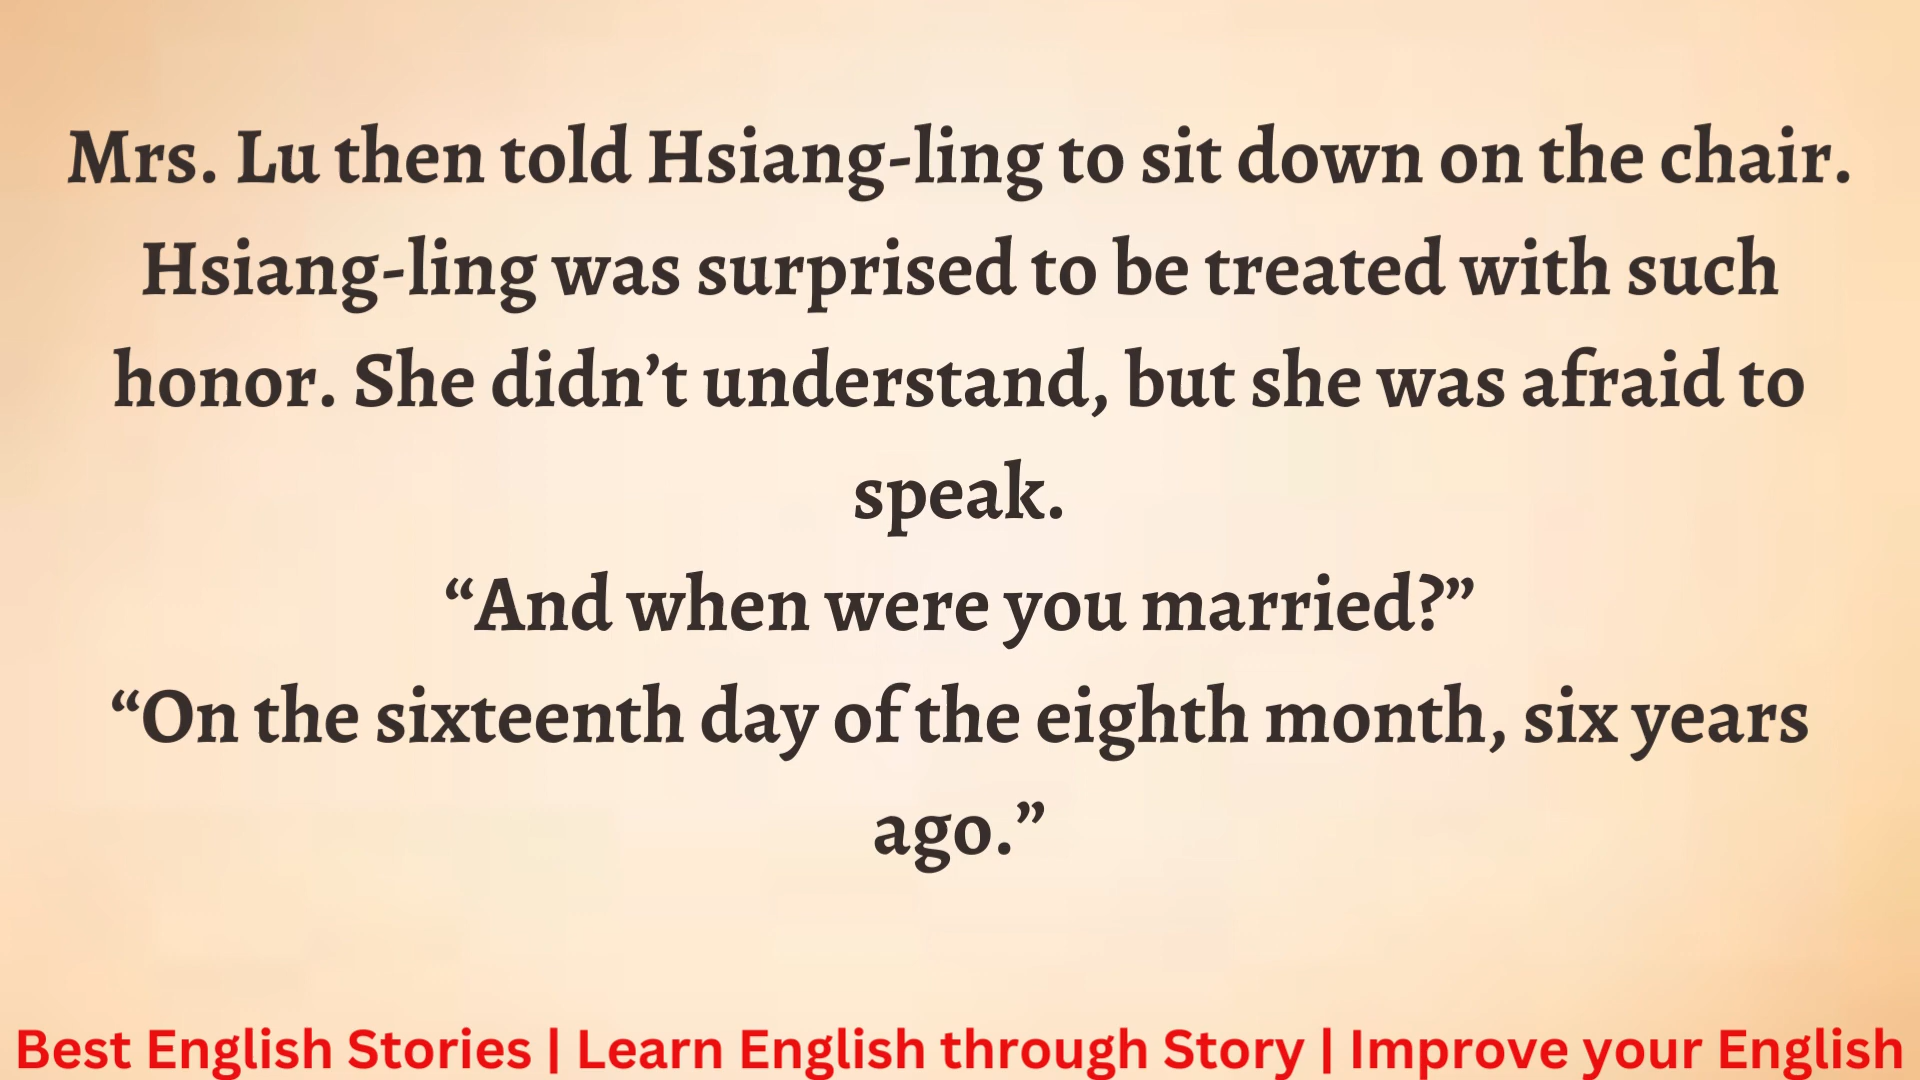 Mrs. Lu then told Hsiang-ling to sit down on the chair.
Hsiang-ling was surprised to be treated with such
honor. She didn’t understand, but she was afraid to
speak.
“And when were you married?”
“On the sixteenth day of the eighth month, six years
ago.”
Best English Stories | Learn English through Story | Improve your English